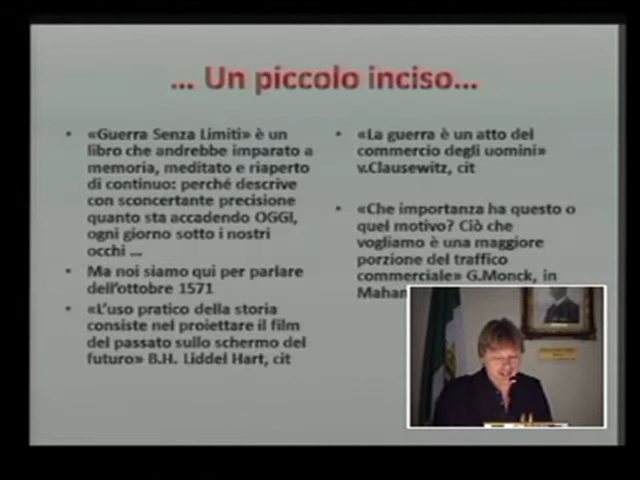 ... Un piccolo inciso...
«Guerra Senza Limiti» è un
libro che andrebbe imparato a
memoria, meditato e riaperto
di continuo: perché descrive
con sconcertante precisione
quanto sta accadendo OGGI,
ogni giorno sotto i nostri
occhi ...
Ma noi siamo qui per parlare
dell'ottobre 1571
«L'uso pratico della storia
consiste nel proiettare il film
del passato sullo schermo del
futuro» B.H. Liddel Hart, cit
«La guerra è un atto del
commercio degli uomini»
v.Clausewitz, cit
«Che importanza ha questo o
quel motivo? Ciò che
vogliamo è una maggiore
porzione del traffico
commerciale» G.Monck, in
Mahan